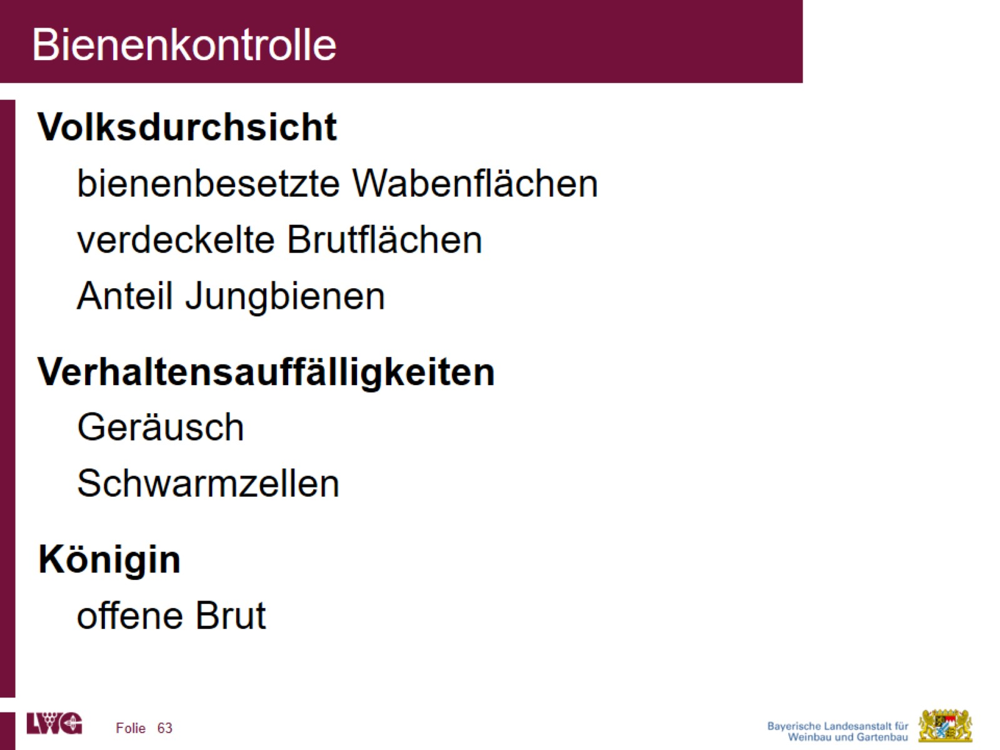 Bienenkontrolle
Volksdurchsicht
bienenbesetzte Wabenflächen
verdeckelte Brutflächen
Anteil Jungbienen
Verhaltensauffälligkeiten
Geräusch
Schwarmzellen
Königin
offene Brut
LWG
Folie 63
Bayerische Landesanstalt für
Weinbau und Gartenbau